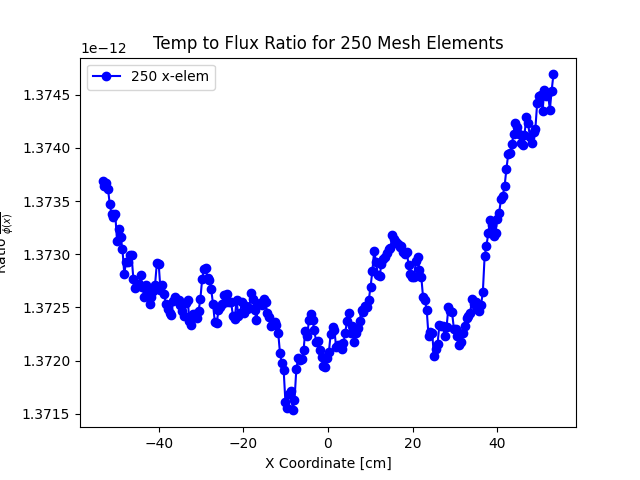 Temp to Flux Ratio for 250 Mesh Elements
1e−12
250 x-elem
1.3745
1.3740
1.3735
1.3730
1.3725
1.3720
1.3715
−40 −20 0 20 40
X Coordinate [cm]